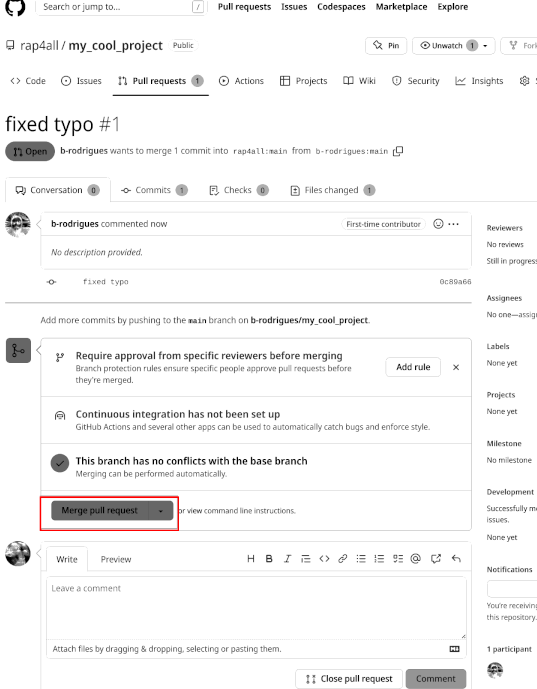 Search or jump to...
/
Pull requests Issues Codespaces Marketplace Explore
rap4all / my_cool_project Public
Pin
Unwatch 1
Fork
Code
Issues
Pull requests 1
Actions
Projects
Wiki
Security
Insights
fixed typo #1
Open
b-rodrigues wants to merge 1 commit into rap4all:main from b-rodrigues:main
Conversation 0
Commits 1
Checks 0
Files changed 1
b-rodrigues commented now
First-time contributor
No description provided.
fixed typo
0c89a66
Add more commits by pushing to the main branch on b-rodrigues/my_cool_project.
Require approval from specific reviewers before merging
Branch protection rules ensure specific people approve pull requests before
they're merged.
Add rule
Continuous integration has not been set up
GitHub Actions and several other apps can be used to automatically catch bugs and enforce style.
This branch has no conflicts with the base branch
Merging can be performed automatically.
Merge pull request
or view command line instructions.
Write
Preview
Leave a comment
Attach files by dragging & dropping, selecting or pasting them.
Close pull request
Comment
Reviewers
No reviews
Still in progress
Assignees
No one—assig
Labels
None yet
Projects
None yet
Milestone
No milestone
Development
Successfully m
issues.
None yet
Notifications
You're receiving
this repository.
1 participant